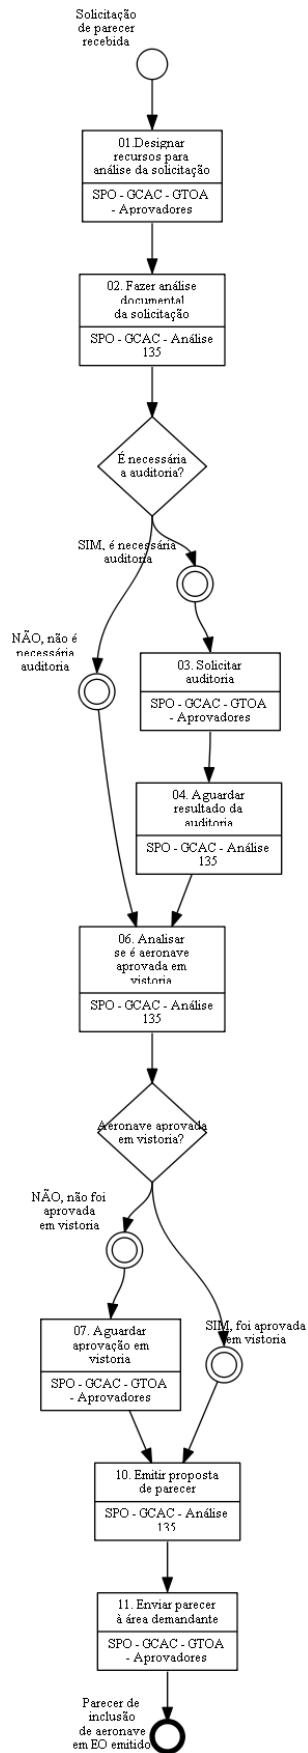 Solicitação
de parecer
recebida
01.Designar
recursos para
análise da solicitação
SPO - GCAC - GTOA
- Aprovadores
02. Fazer análise
documental
da solicitação
SPO - GCAC - Análise
135
É necessária
a auditoria?
SIM, é necessária
auditoria
NÃO, não é
necessária
auditoria
03. Solicitar
auditoria
SPO - GCAC - GTOA
- Aprovadores
04. Aguardar
resultado da
auditoria
SPO - GCAC - Análise
135
06. Analisar
se é aeronave
aprovada em
vistoria
SPO - GCAC - Análise
135
Aeronave aprovada
em vistoria?
NÃO, não foi
aprovada
em vistoria
SIM, foi aprovada
em vistoria
07. Aguardar
aprovação em
vistoria
SPO - GCAC - GTOA
- Aprovadores
10. Emitir proposta
de parecer
SPO - GCAC - Análise
135
11. Enviar parecer
à área demandante
SPO - GCAC - GTOA
- Aprovadores
Parecer de
inclusão
de aeronave
em EO emitido